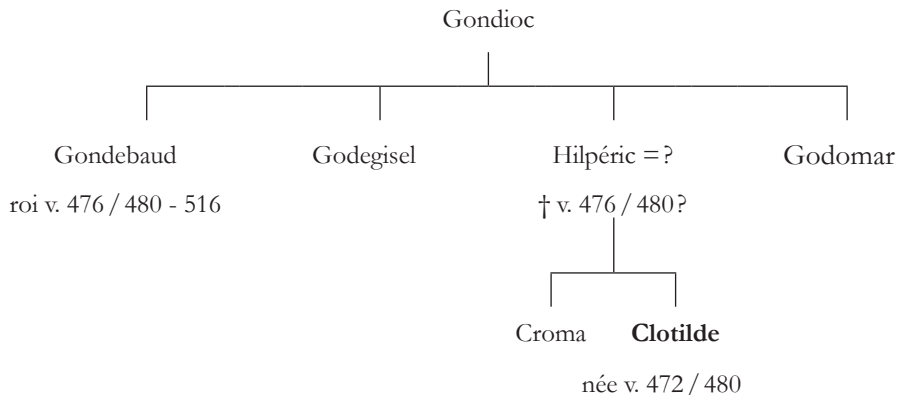 Gondioc
Gondebaud Godegisel Hilpéric = ? Godomar
roi v. 476 / 480 - 516 † v. 476 / 480 ?
Croma Clotilde
née v. 472 / 480